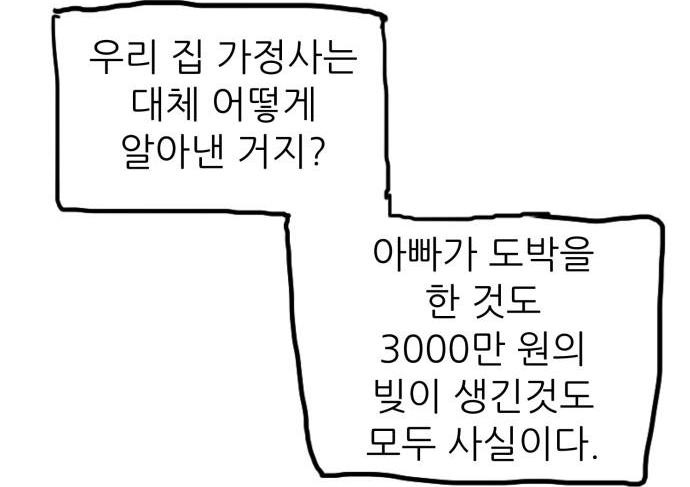 우리 집 가정사는
대체 어떻게
알아낸 거지?
아빠가 도박을
한 것도
3000만 원의
빚이 생긴것도
모두 사실이다.